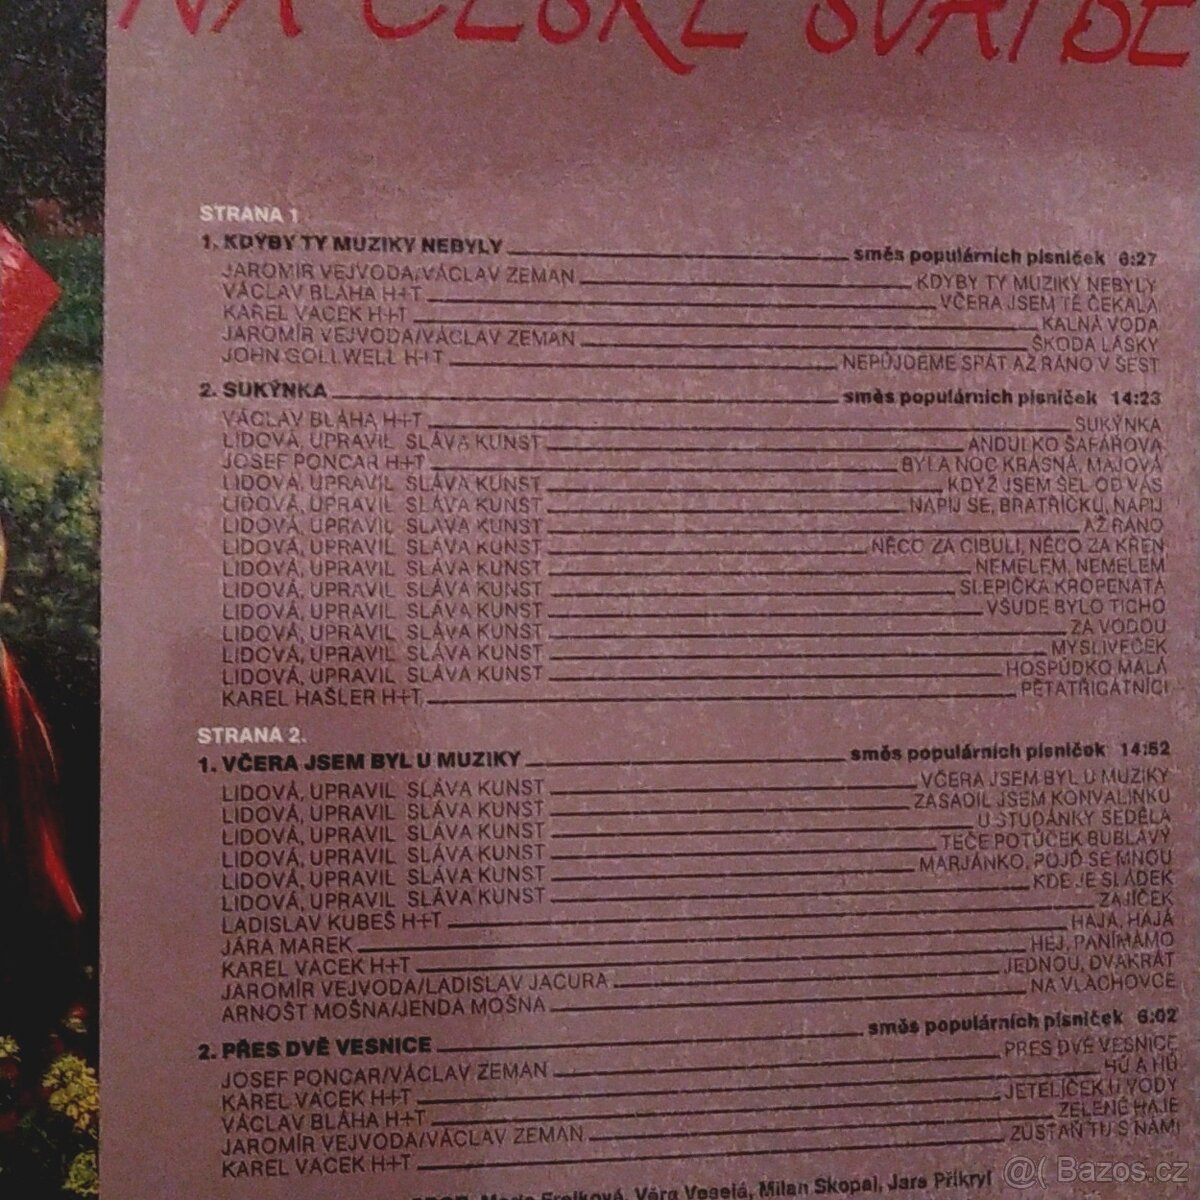 NA ČESKÉ SVATBĚ
STRANA 1
1. KDYBY TY MUZIKY NEBYLY směs populárních písniček 6:27
JAROMÍR VEJVODA/VÁCLAV ZEMAN KDYBY TY MUZIKY NEBYLY
VÁCLAV BLÁHA H+T VČERA JSEM TĚ ČEKALA
KAREL VACEK H+T KALNÁ VODA
JAROMÍR VEJVODA/VÁCLAV ZEMAN ŠKODA LÁSKY
JOHN GOLLWELL H+T NEPŮJDEME SPÁT AŽ RÁNO V ŠEST
2. SUKÝNKA směs populárních písniček 14:23
VÁCLAV BLÁHA H+T SUKÝNKA
LIDOVÁ, UPRAVIL SLÁVA KUNST ANDULKO ŠAFÁŘOVA
JOSEF PONCAR H+T BYLA NOC KRÁSNÁ, MÁJOVÁ
LIDOVÁ, UPRAVIL SLÁVA KUNST KDYŽ JSEM ŠEL OD VÁS
LIDOVÁ, UPRAVIL SLÁVA KUNST NAPIJ SE, BRATŘÍČKU, NAPIJ
LIDOVÁ, UPRAVIL SLÁVA KUNST AŽ RÁNO
LIDOVÁ, UPRAVIL SLÁVA KUNST NĚCO ZA CIBULI, NĚCO ZA KŘEN
LIDOVÁ, UPRAVIL SLÁVA KUNST NEMELEM, NEMELEM
LIDOVÁ, UPRAVIL SLÁVA KUNST SLEPIČKA KROPENATÁ
LIDOVÁ, UPRAVIL SLÁVA KUNST VŠUDE BYLO TICHO
LIDOVÁ, UPRAVIL SLÁVA KUNST ZA VODOU
LIDOVÁ, UPRAVIL SLÁVA KUNST MYSLIVEČEK
LIDOVÁ, UPRAVIL SLÁVA KUNST HOSPŮDKO MALÁ
KAREL HAŠLER H+T PĚTATŘICÁTNÍCI
STRANA 2.
1. VČERA JSEM BYL U MUZIKY směs populárních písniček 14:52
LIDOVÁ, UPRAVIL SLÁVA KUNST VČERA JSEM BYL U MUZIKY
LIDOVÁ, UPRAVIL SLÁVA KUNST ZASADIL JSEM KONVALINKU
LIDOVÁ, UPRAVIL SLÁVA KUNST U STUDÁNKY SEDĚLA
LIDOVÁ, UPRAVIL SLÁVA KUNST TEČE POTŮČEK BUBLAVÝ
LIDOVÁ, UPRAVIL SLÁVA KUNST MARJÁNKO, POJĎ SE MNOU
LIDOVÁ, UPRAVIL SLÁVA KUNST KDE JE SLÁDEK
LADISLAV KUBEŠ H+T ZAJÍČEK
JÁRA MAREK HAJÁ, HAJÁ
KAREL VACEK H+T HEJ, PANÍMÁMO
JAROMÍR VEJVODA/LADISLAV JACURA JEDNOU, DVAKRÁT
ARNOŠT MOŠNA/JENDA MOŠNA NA VLACHOVCE
2. PŘES DVĚ VESNICE směs populárních písniček 6:02
JOSEF PONCAR/VÁCLAV ZEMAN PŘES DVĚ VESNICE
KAREL VACEK H+T HŮ A HŮ
VÁCLAV BLÁHA H+T JETELÍČEK U VODY
JAROMÍR VEJVODA/VÁCLAV ZEMAN ZELENÉ HÁJE
KAREL VACEK H+T ZŮSTAŇ TU S NÁMI
Věra Veselá, Milan Skopal, Jara Přikryl
@( Bazos.cz